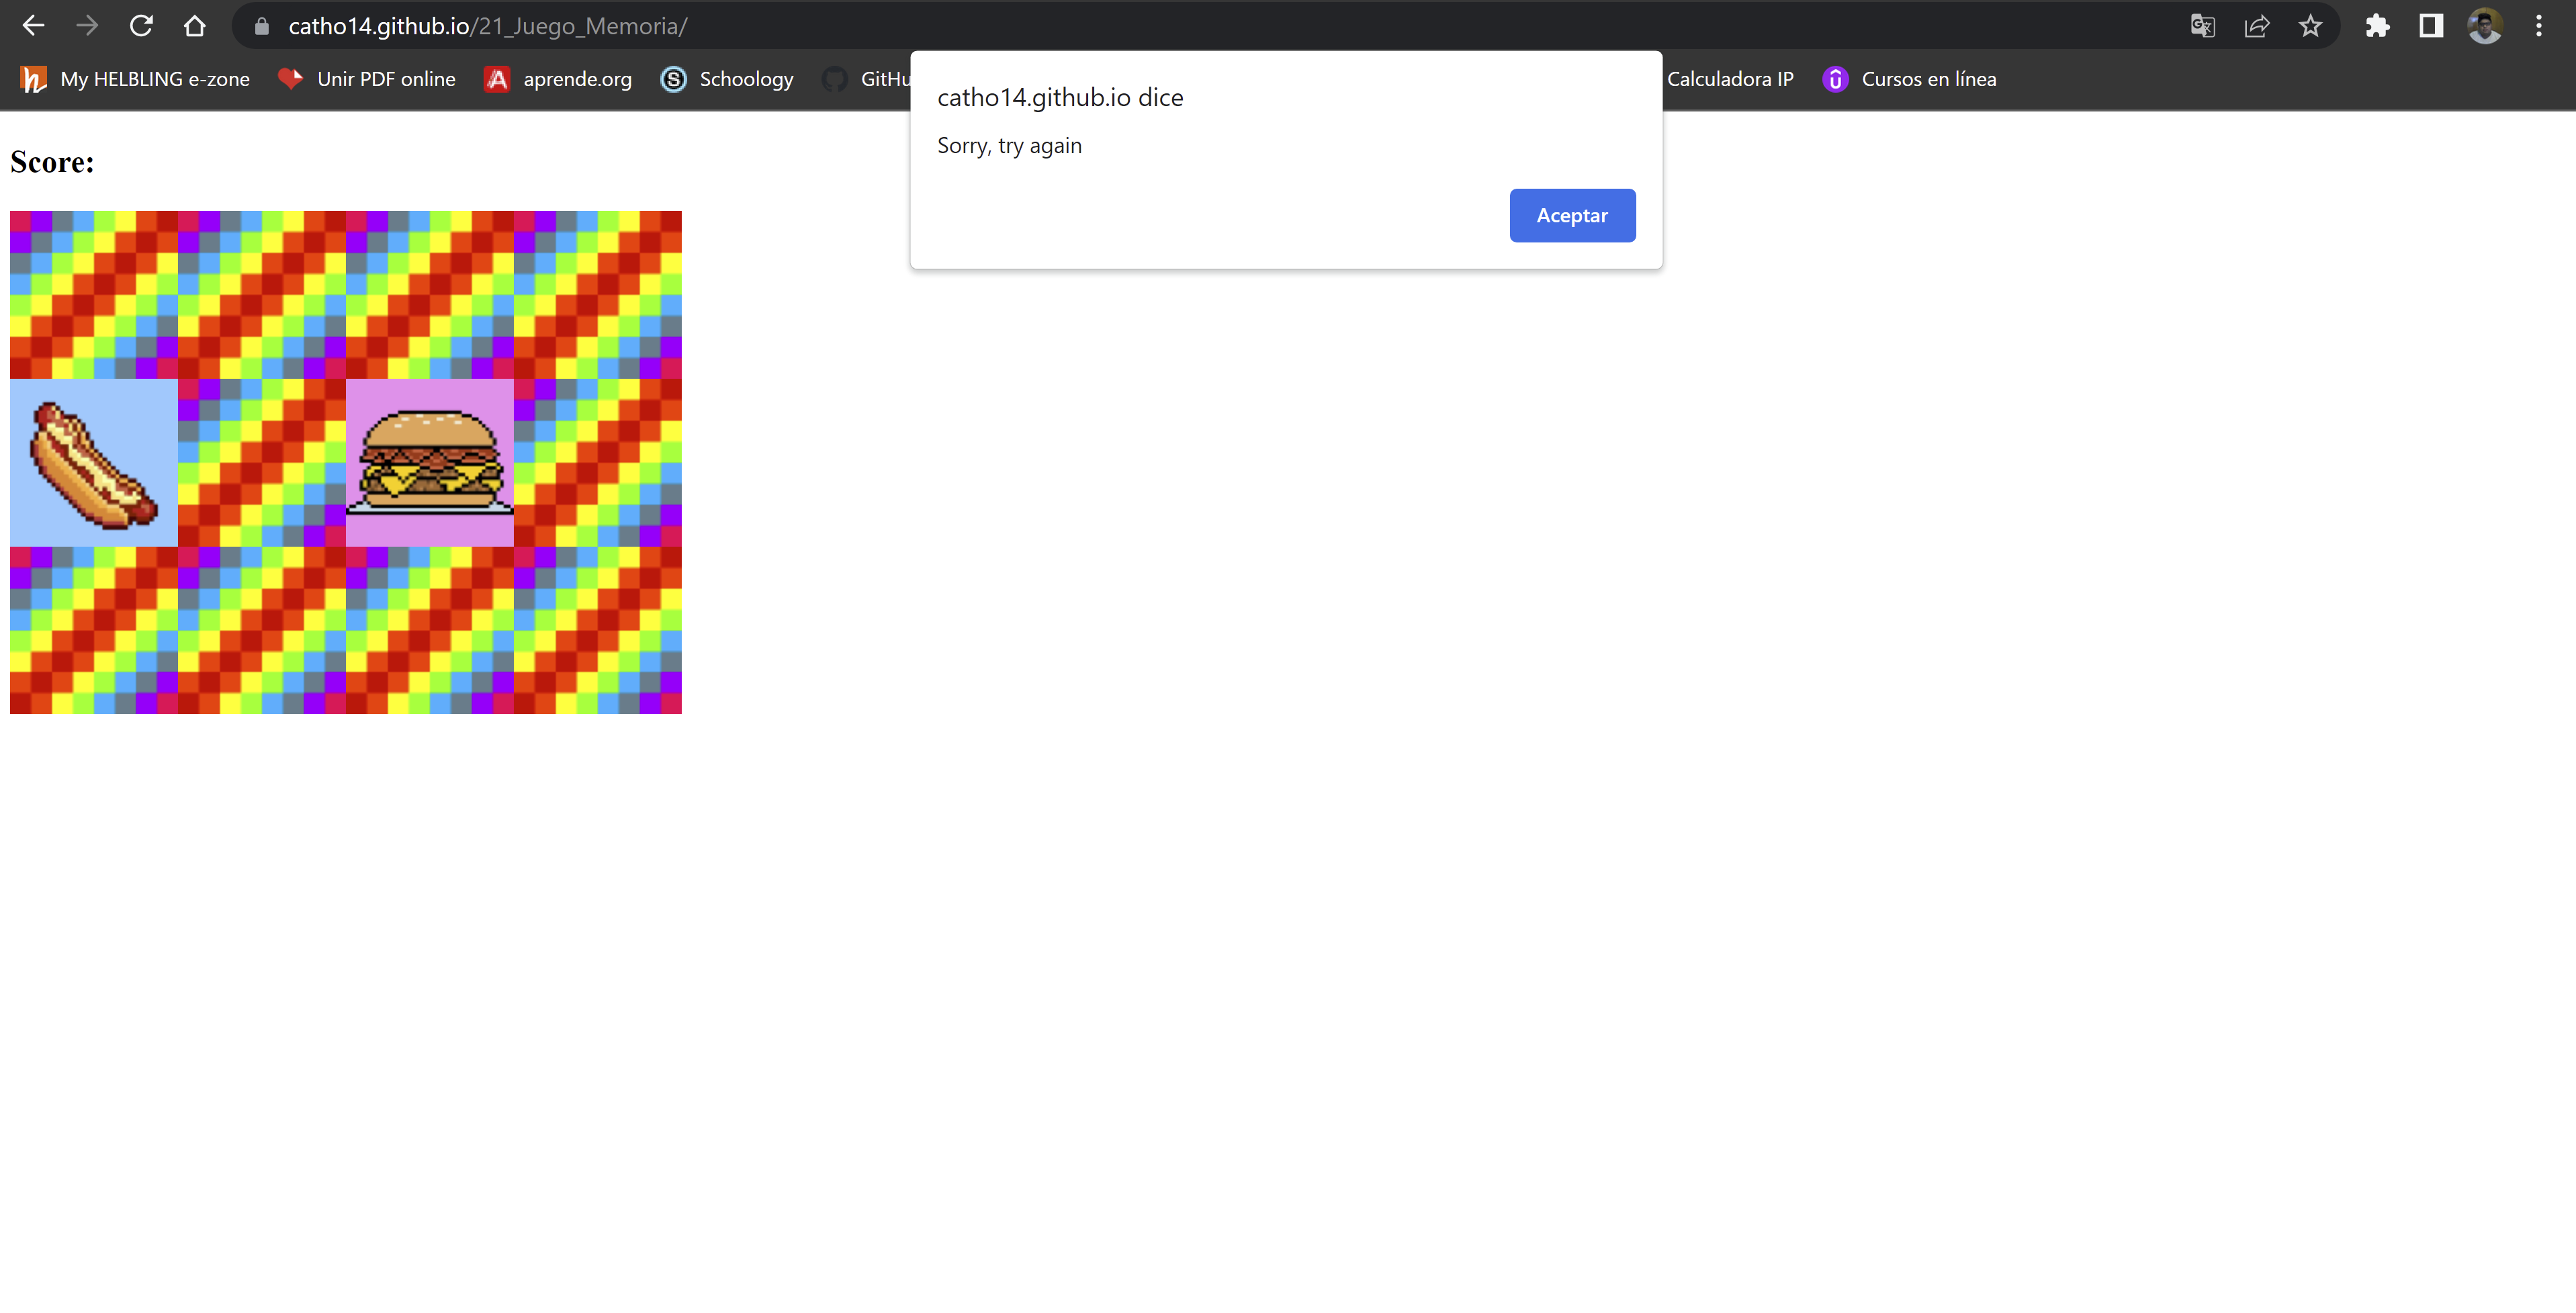 catho14.github.io/21_Juego_Memoria/
My HELBLING e-zone Unir PDF online aprende.org Schoology GitHu Calculadora IP Cursos en línea
catho14.github.io dice
Sorry, try again
Aceptar
Score: